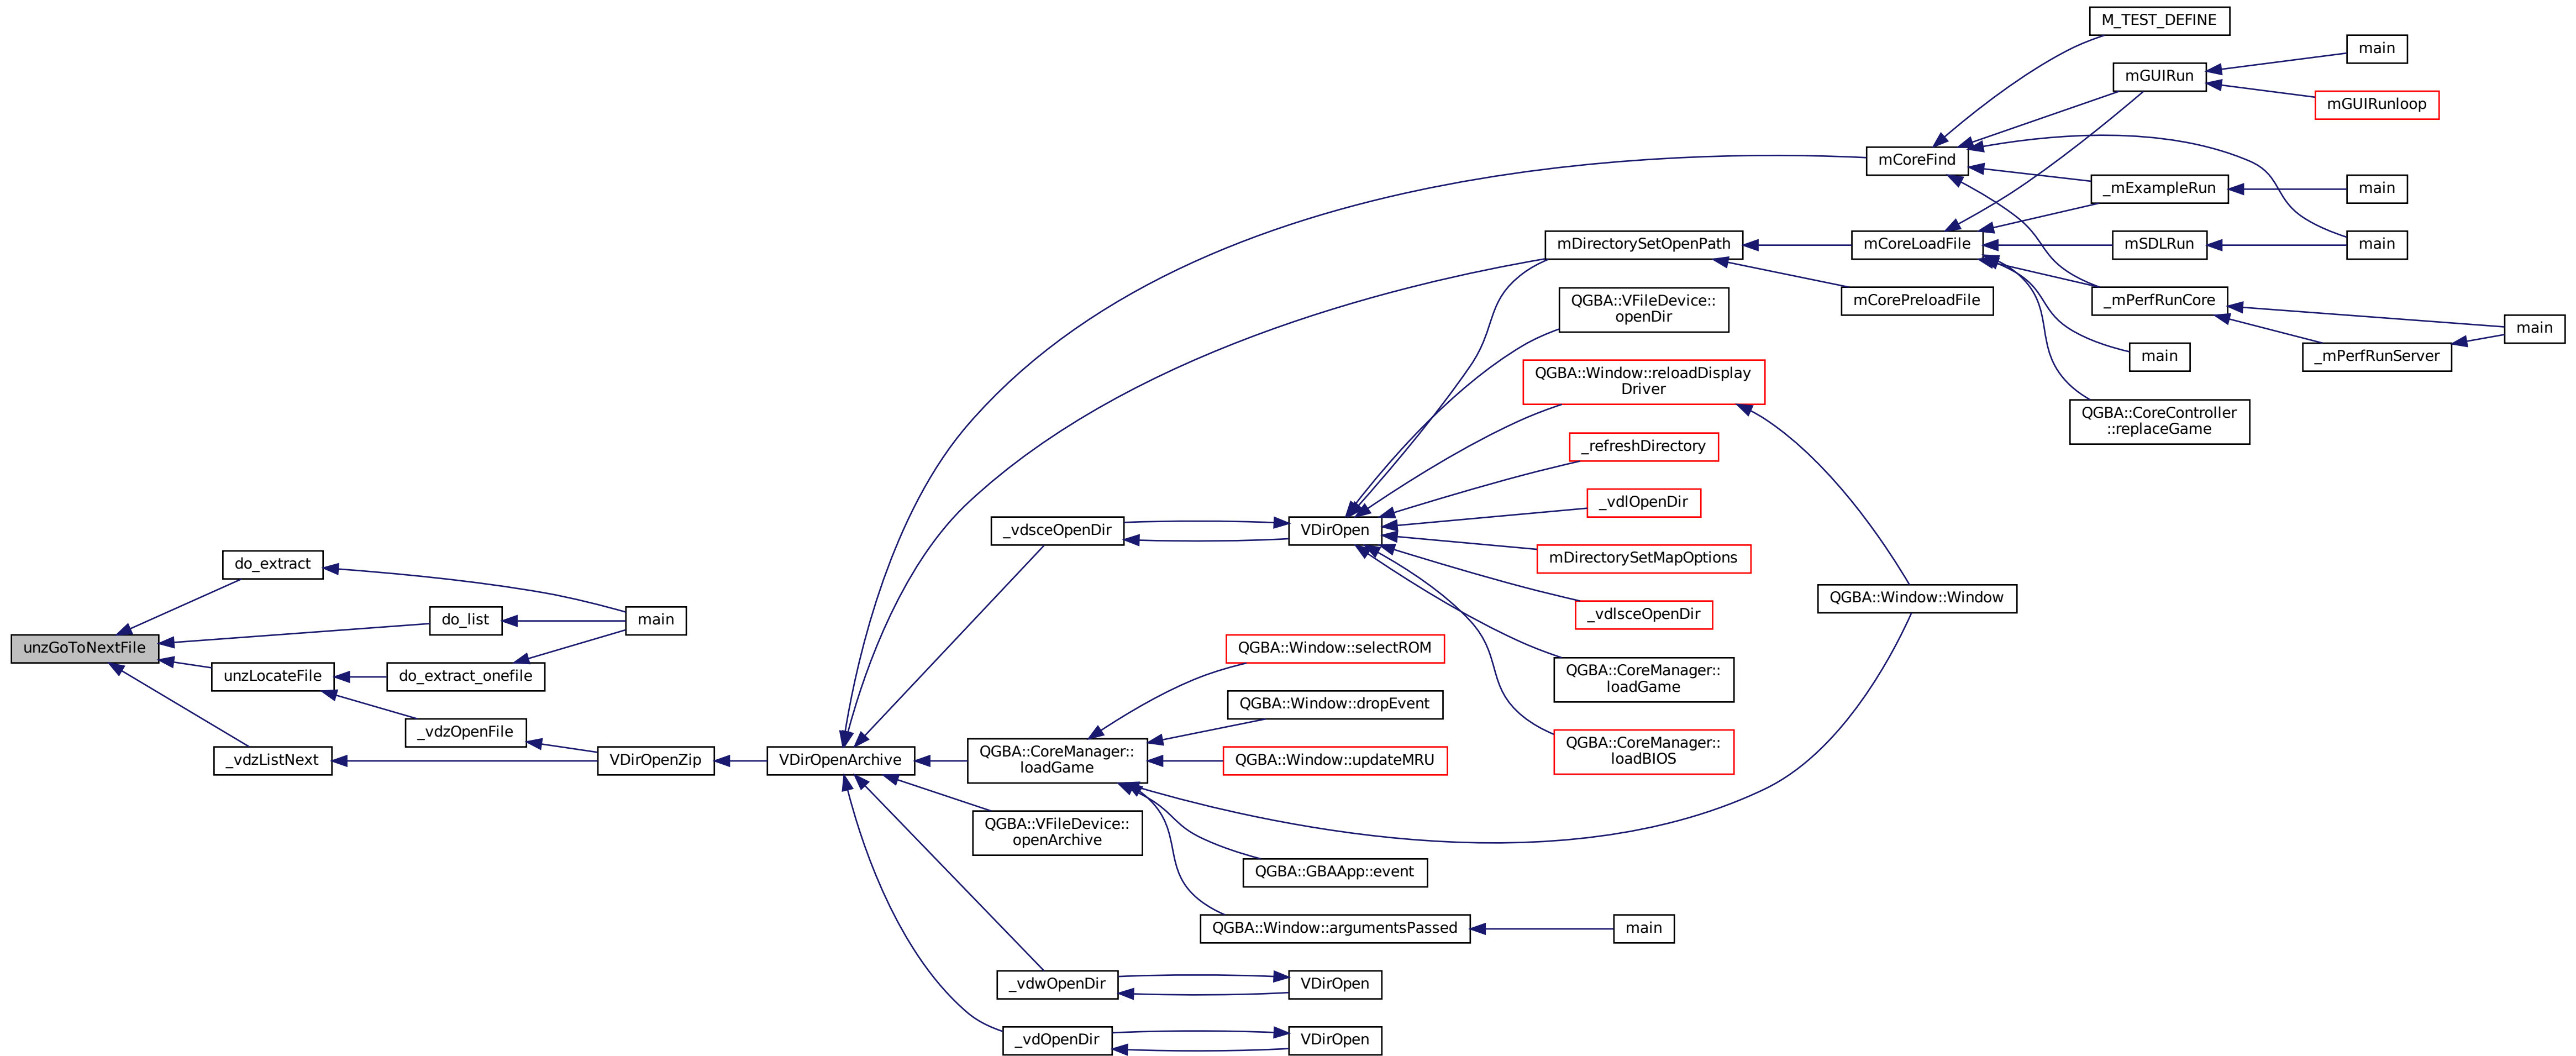 M_TEST_DEFINE
main
mGUIRun
mGUIRunloop
mCoreFind
_mExampleRun
main
mDirectorySetOpenPath
mCoreLoadFile
mSDLRun
main
QGBA::VFileDevice::
openDir
mCorePreloadFile
_mPerfRunCore
main
_mPerfRunServer
main
QGBA::Window::reloadDisplay
Driver
QGBA::CoreController
::replaceGame
_refreshDirectory
_vdlOpenDir
_vdsceOpenDir
VDirOpen
mDirectorySetMapOptions
do_extract
QGBA::Window::Window
_vdlsceOpenDir
do_list
main
unzGoToNextFile
QGBA::Window::selectROM
unzLocateFile
do_extract_onefile
QGBA::CoreManager::
loadGame
QGBA::Window::dropEvent
_vdzOpenFile
QGBA::CoreManager::
loadBIOS
_vdzListNext
VDirOpenZip
VDirOpenArchive
QGBA::CoreManager::
loadGame
QGBA::Window::updateMRU
QGBA::VFileDevice::
openArchive
QGBA::GBAApp::event
QGBA::Window::argumentsPassed
main
_vdwOpenDir
VDirOpen
_vdOpenDir
VDirOpen